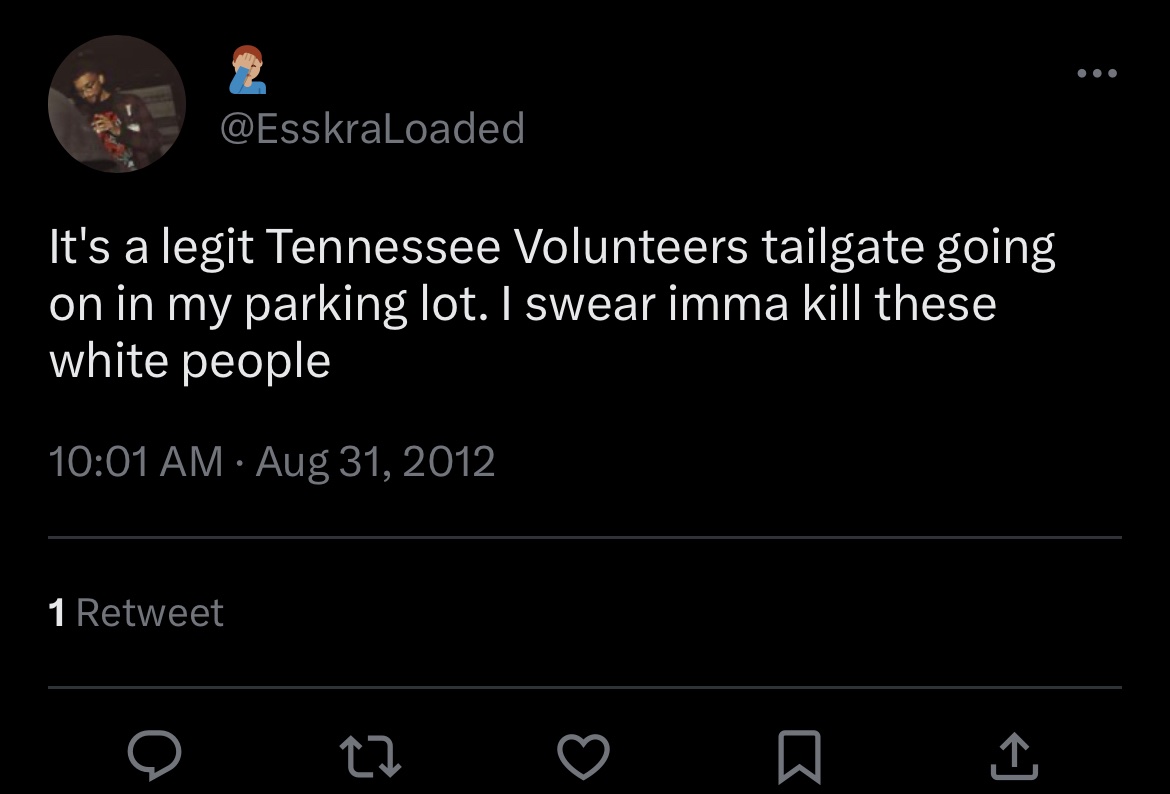 @EsskraLoaded
It's a legit Tennessee Volunteers tailgate going
on in my parking lot. I swear imma kill these
white people
10:01 AM · Aug 31, 2012
1 Retweet